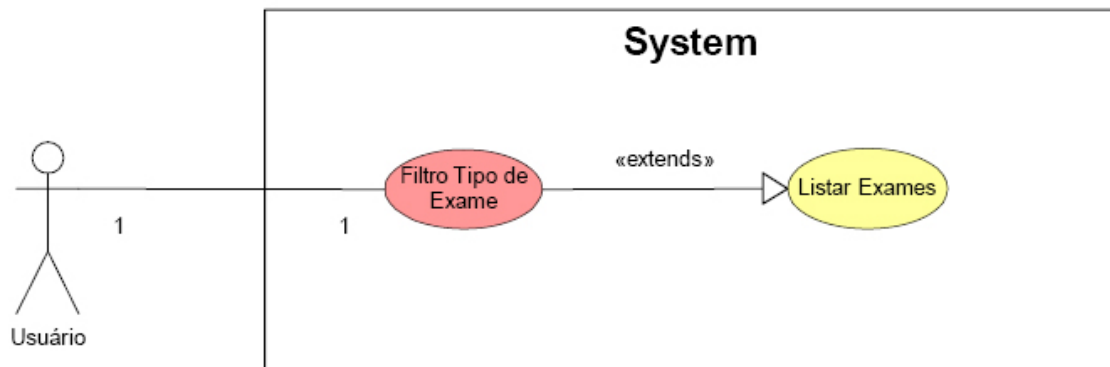 System
«extends»
Filtro Tipo de
Exame
Listar Exames
1
1
Usuário